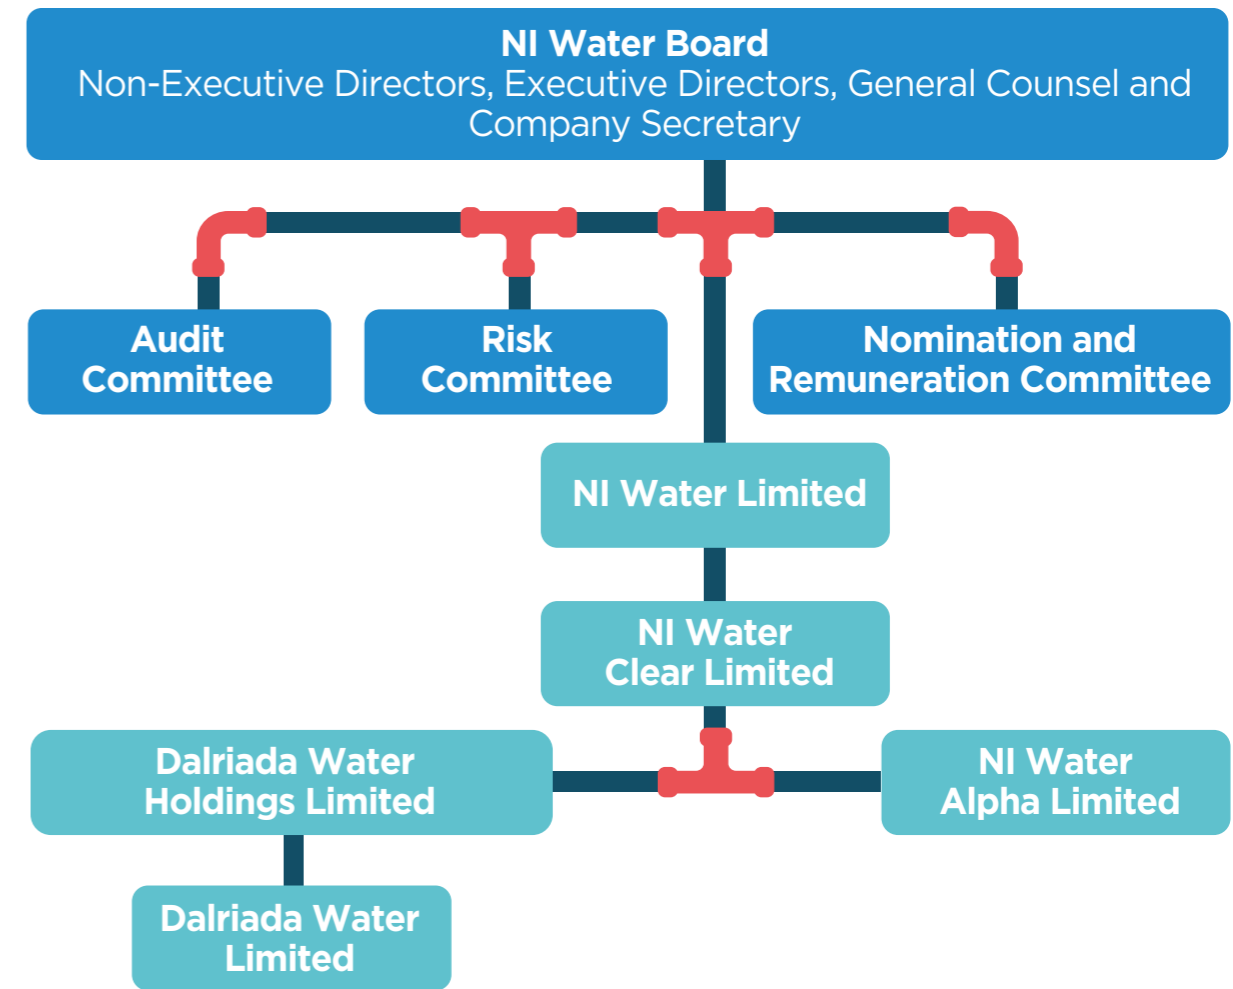 NI Water Board
Non-Executive Directors, Executive Directors, General Counsel and
Company Secretary
Audit
Committee
Risk
Committee
Nomination and
Remuneration Committee
NI Water Limited
NI Water
Clear Limited
Dalriada Water
Holdings Limited
NI Water
Alpha Limited
Dalriada Water
Limited